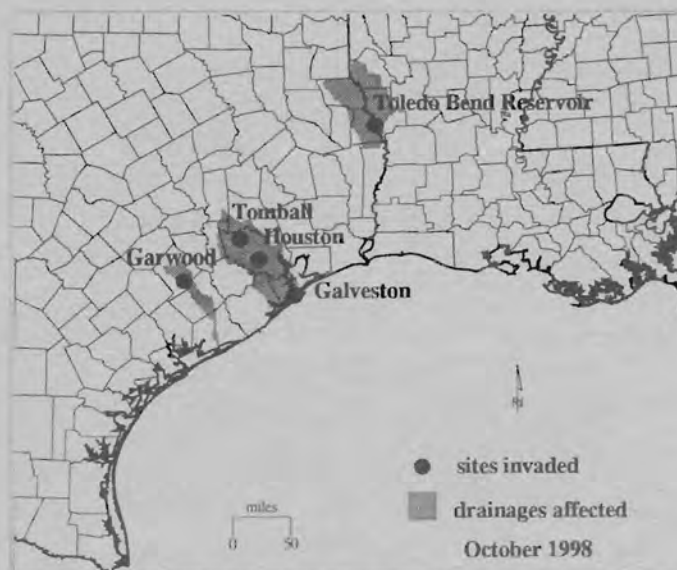 Toledo Bend Reservoir
Tomball
Houston
Garwood
Galveston
sites invaded
miles
drainages affected
0 50
October 1998